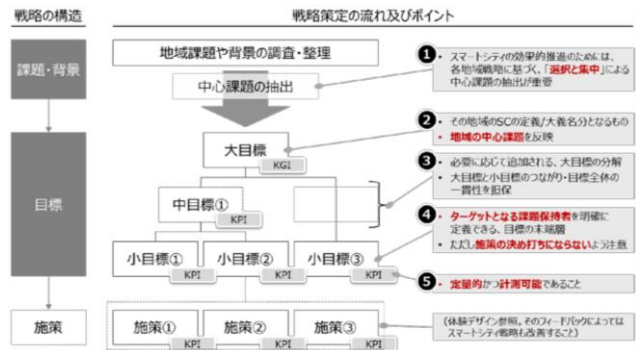 戦略の構造
戦略策定の流れ及びポイント
課題・背景
地域課題や背景の調査・整理
中心課題の抽出
1
・ スマートシティの効果的推進のためには、
各地域戦略に基づく、「選択と集中」による
中心課題の抽出が重要
目標
大目標
KGI
2
・ その地域のSCの定義/大義名分となるもの
・ 地域の中心課題を反映
中目標①
KPI
3
・ 必要に応じて追加される、大目標の分解
・ 大目標と小目標のつながり・目標全体の
一貫性を担保
小目標①
KPI
小目標②
KPI
小目標③
KPI
4
・ ターゲットとなる課題保持者を明確に
定義できる、目標の末端層
・ ただし施策の決め打ちにならないよう注意
5
・ 定量的かつ計測可能であること
施策
施策①
KPI
施策②
KPI
施策③
KPI
(体験デザイン参照。そのフィードバックによっては
スマートシティ戦略も改善すること)